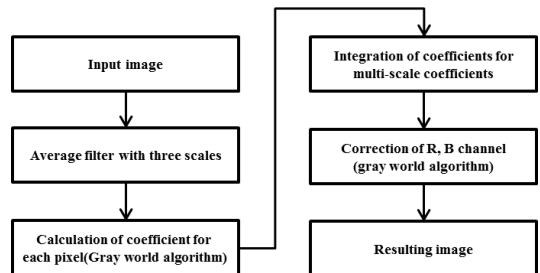 Input image
Average filter with three scales
Calculation of coefficient for
each pixel(Gray world algorithm)
Integration of coefficients for
multi-scale coefficients
Correction of R, B channel
(gray world algorithm)
Resulting image